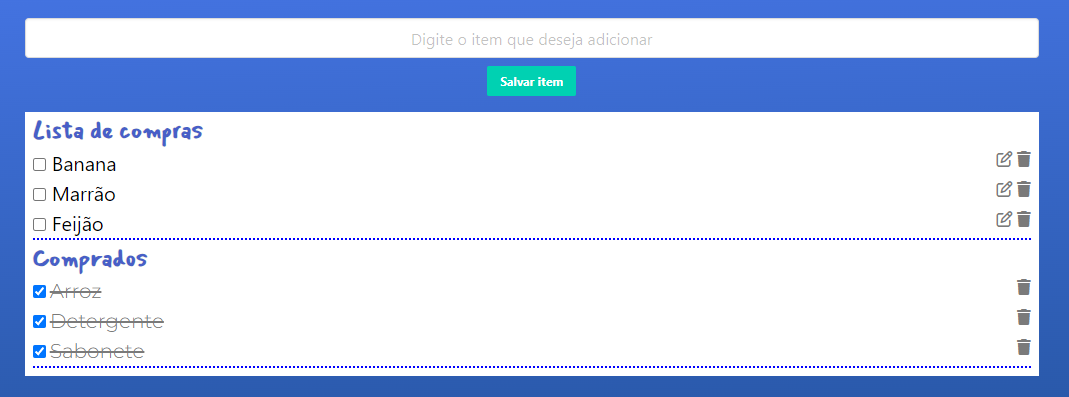 Digite o item que deseja adicionar
Salvar item
Lista de compras
Banana
Marrão
Feijão
Comprados
Arroz
Detergente
Sabonete